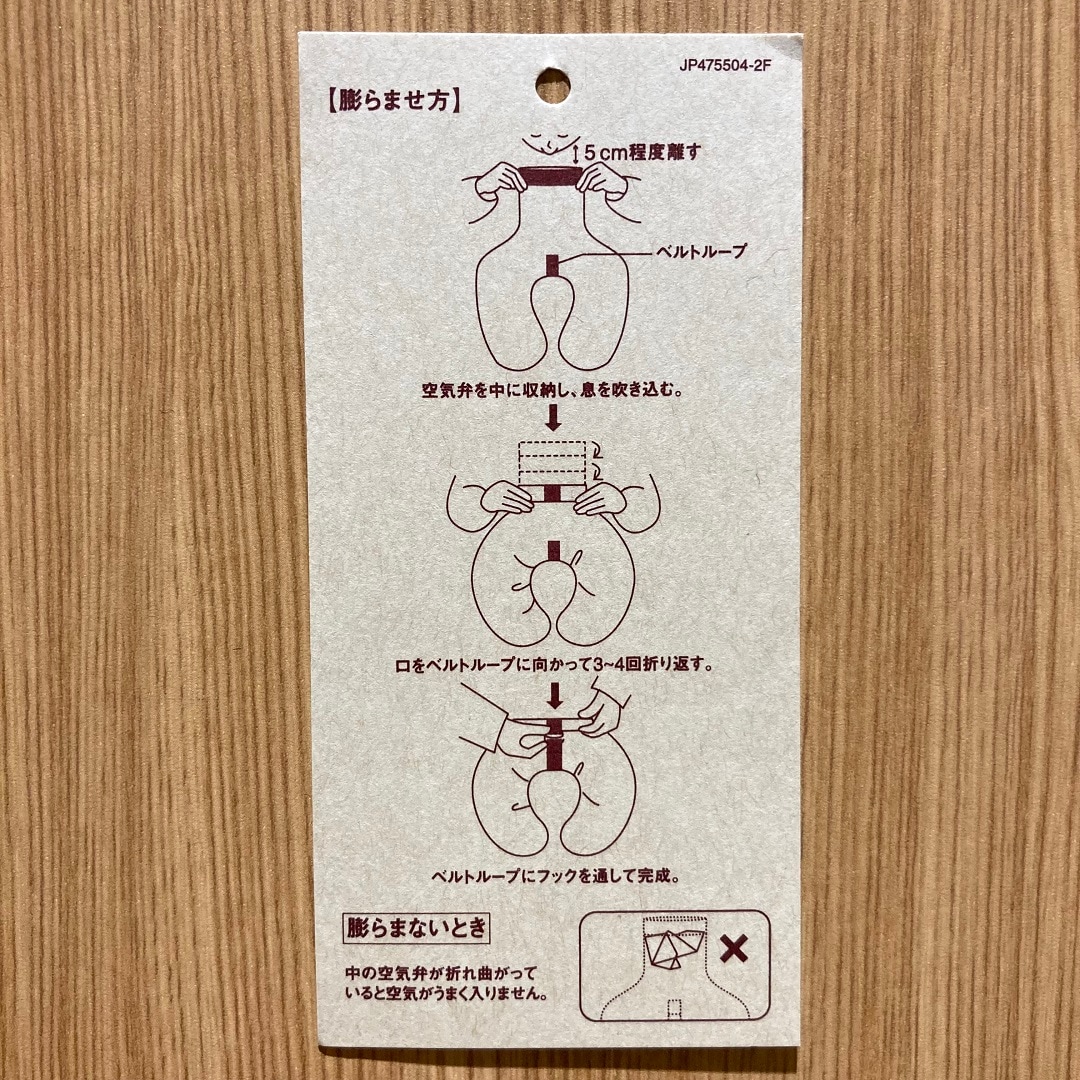 JP475504-2F
【膨らませ方】
5cm程度離す
ベルトループ
空気弁を中に収納し、息を吹き込む。
口をベルトループに向かって3~4回折り返す。
ベルトループにフックを通して完成。
膨らまないとき
中の空気弁が折れ曲がって
いると空気がうまく入りません。